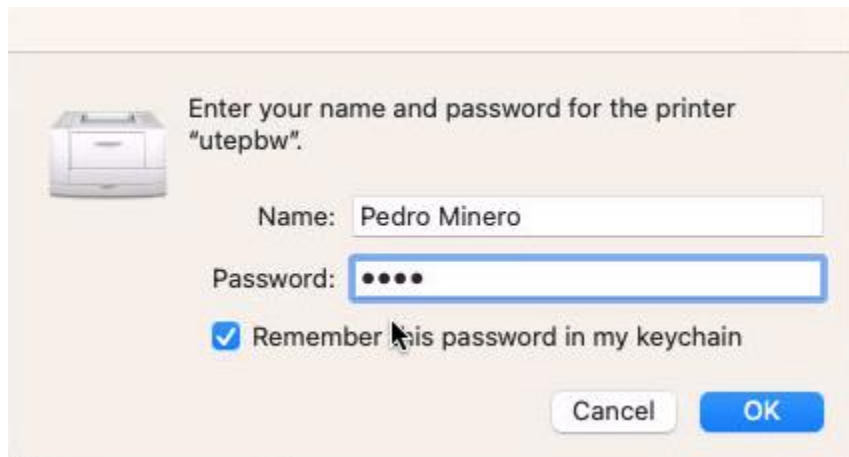 Enter your name and password for the printer
“utepbw”.
Name: Pedro Minero
Password: ••••
Remember this password in my keychain
Cancel OK